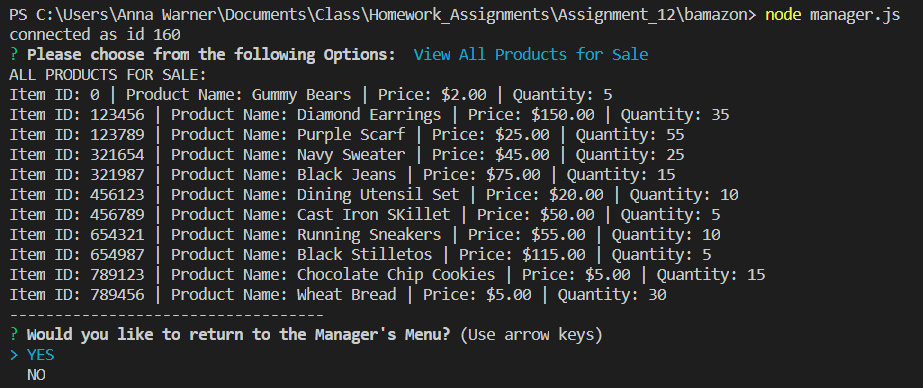 PS C:\Users\Anna Warner\Documents\Class\Homework_Assignments\Assignment_12\bamazon> node manager.js
connected as id 160
? Please choose from the following Options:  View All Products for Sale
ALL PRODUCTS FOR SALE:
Item ID: 0 | Product Name: Gummy Bears | Price: $2.00 | Quantity: 5
Item ID: 123456 | Product Name: Diamond Earrings | Price: $150.00 | Quantity: 35
Item ID: 123789 | Product Name: Purple Scarf | Price: $25.00 | Quantity: 55
Item ID: 321654 | Product Name: Navy Sweater | Price: $45.00 | Quantity: 25
Item ID: 321987 | Product Name: Black Jeans | Price: $75.00 | Quantity: 15
Item ID: 456123 | Product Name: Dining Utensil Set | Price: $20.00 | Quantity: 10
Item ID: 456789 | Product Name: Cast Iron SKillet | Price: $50.00 | Quantity: 5
Item ID: 654321 | Product Name: Running Sneakers | Price: $55.00 | Quantity: 10
Item ID: 654987 | Product Name: Black Stilletos | Price: $115.00 | Quantity: 5
Item ID: 789123 | Product Name: Chocolate Chip Cookies | Price: $5.00 | Quantity: 15
Item ID: 789456 | Product Name: Wheat Bread | Price: $5.00 | Quantity: 30
-----------------------------------
? Would you like to return to the Manager's Menu? (Use arrow keys)
> YES
  NO